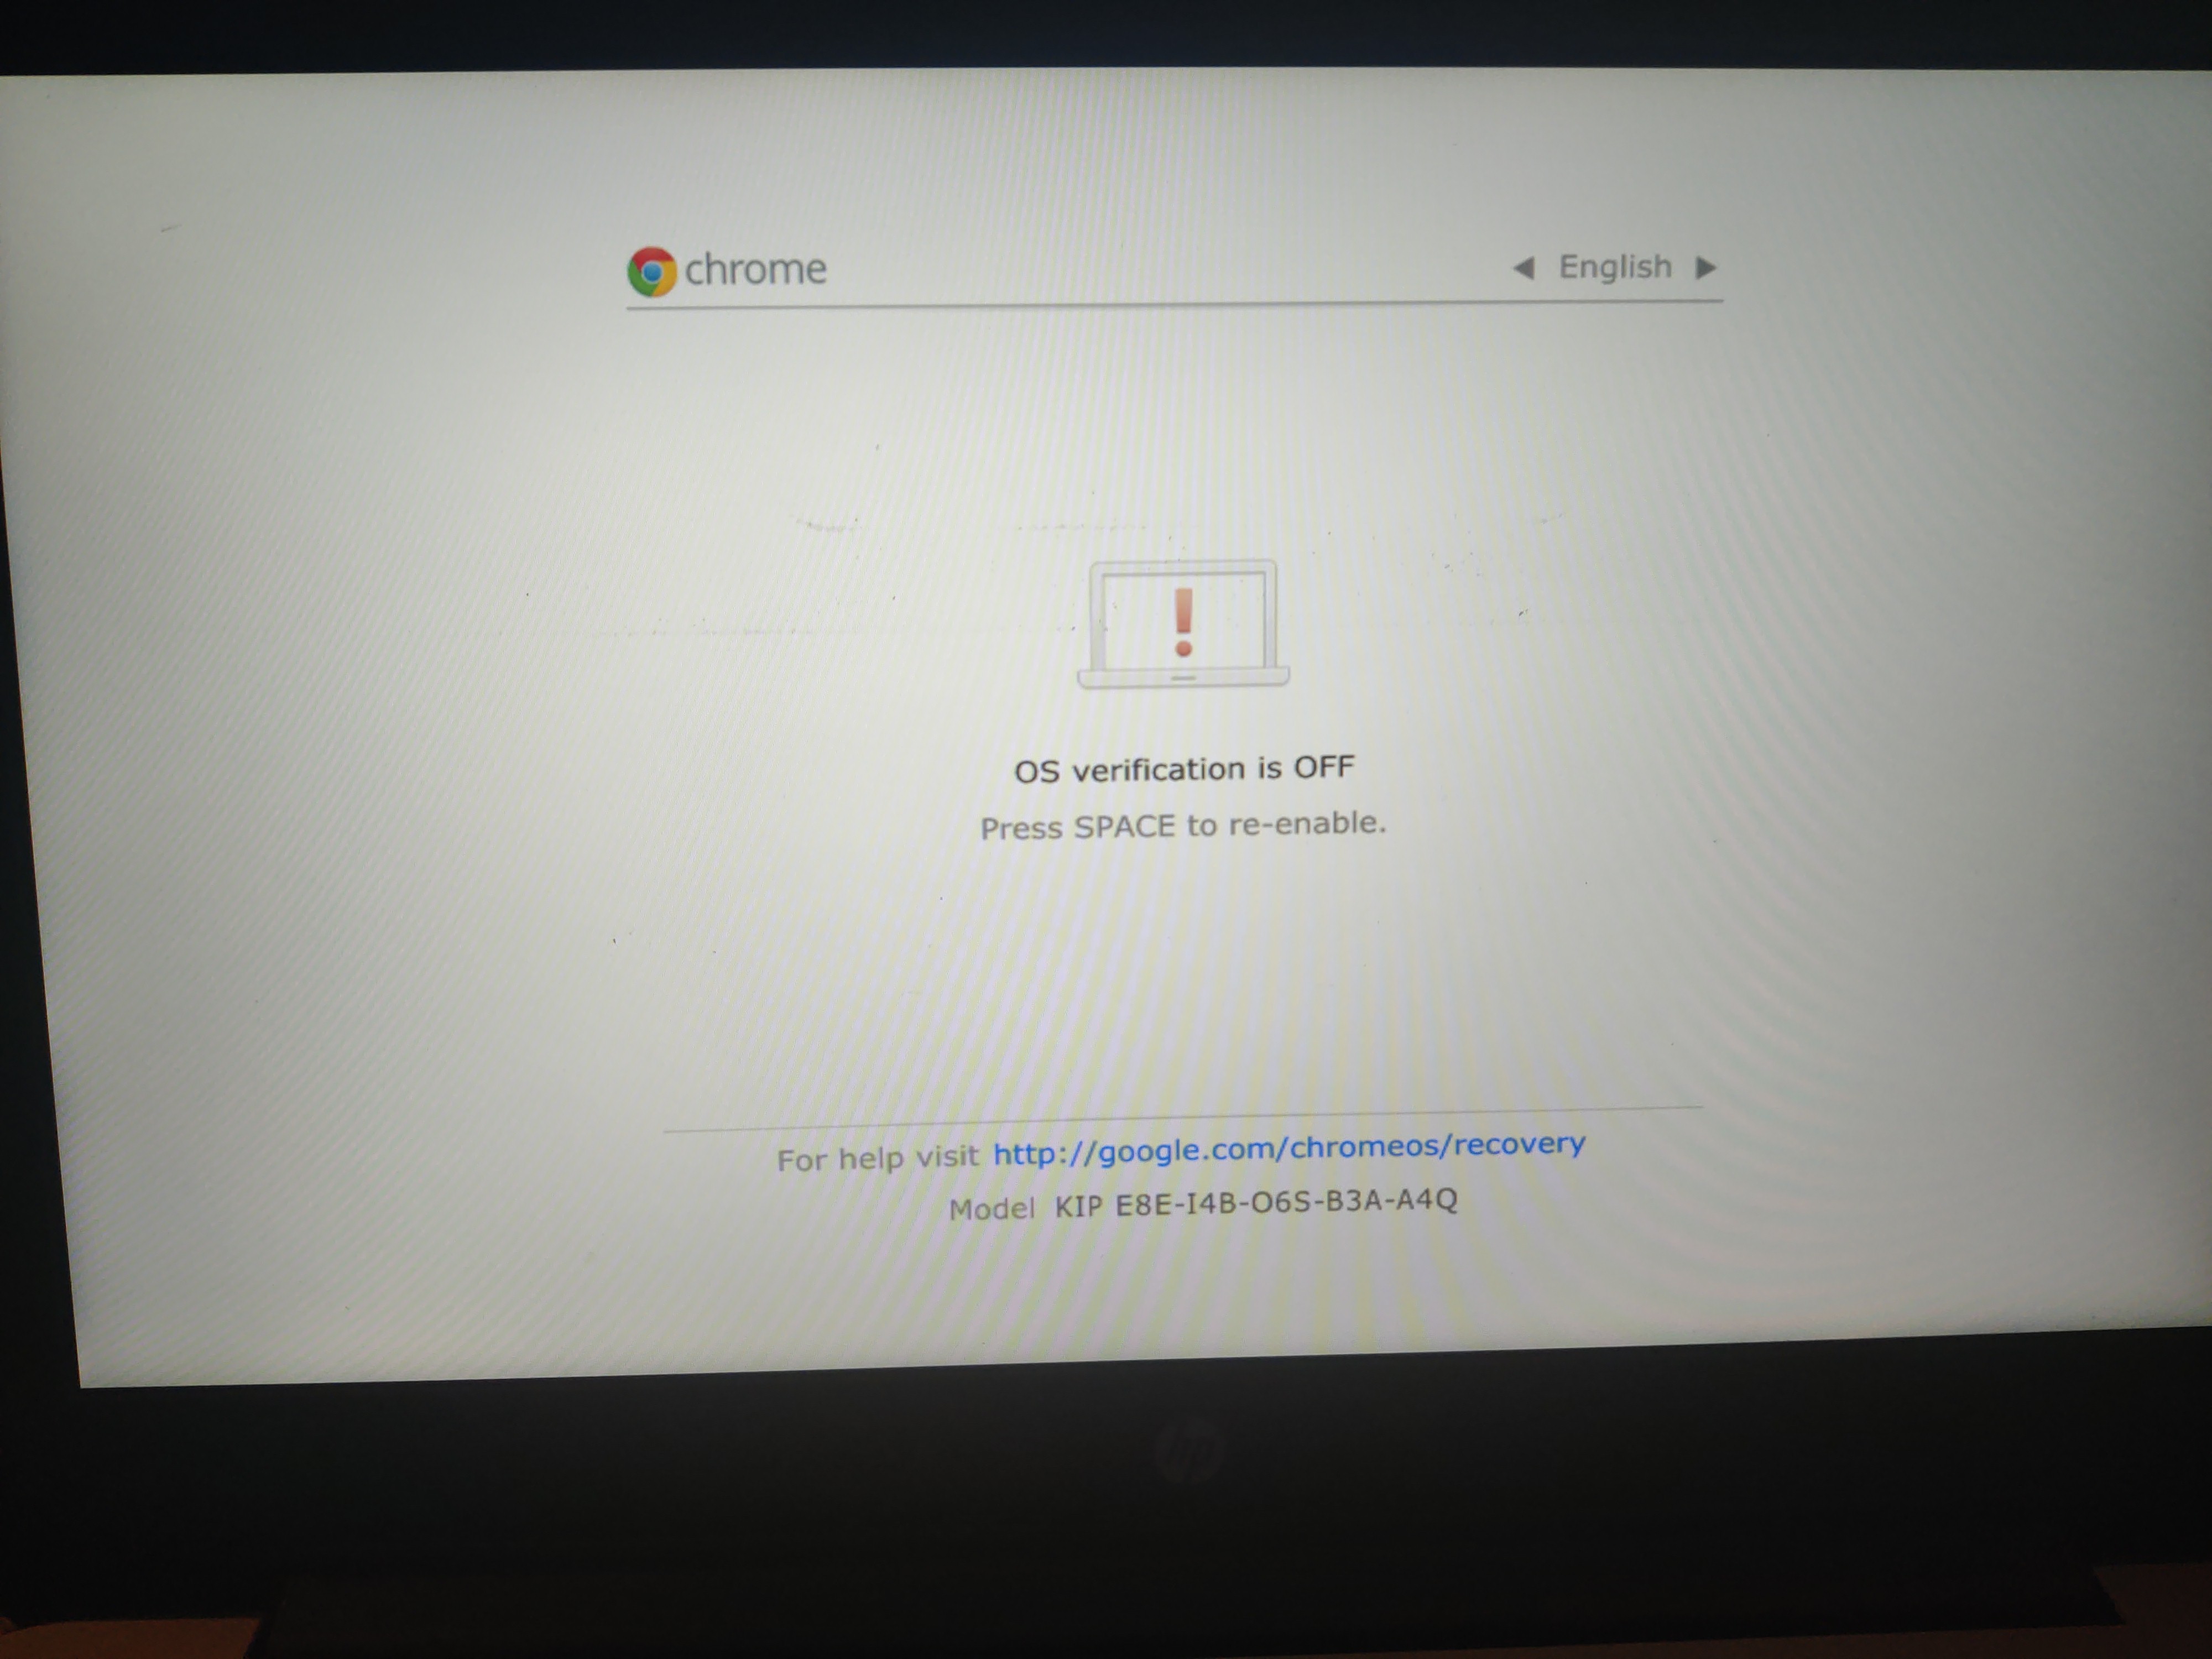 chrome
◀ English ▶
OS verification is OFF
Press SPACE to re-enable.
For help visit http://google.com/chromeos/recovery
Model KIP E8E-I4B-O6S-B3A-A4Q
hp